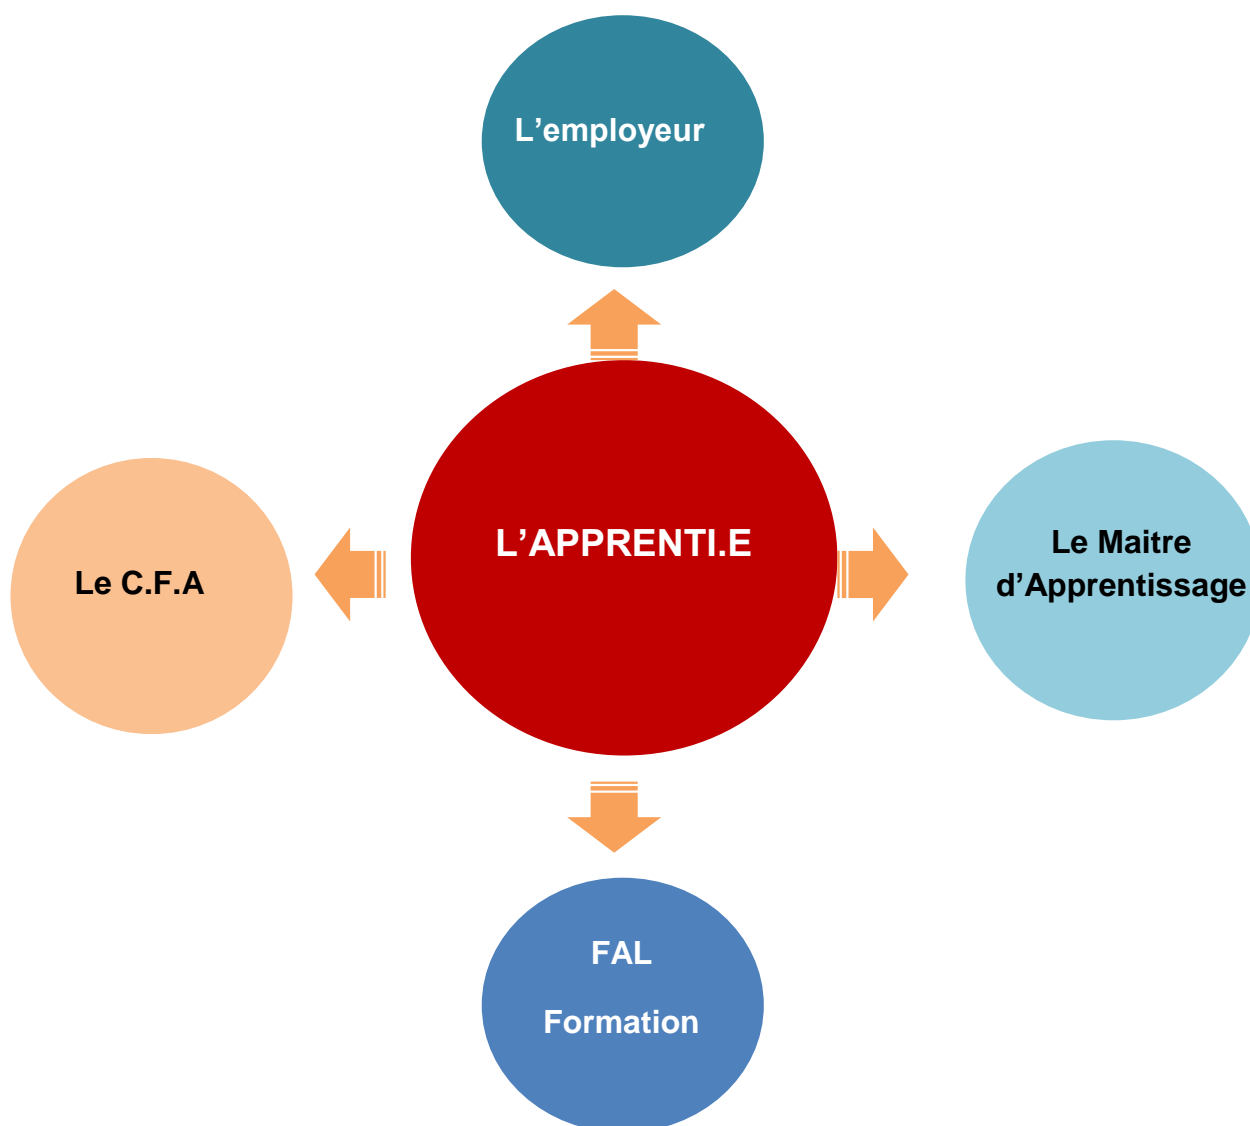 L’employeur
L’APPRENTI.E
Le C.F.A
Le Maitre
d’Apprentissage
FAL
Formation